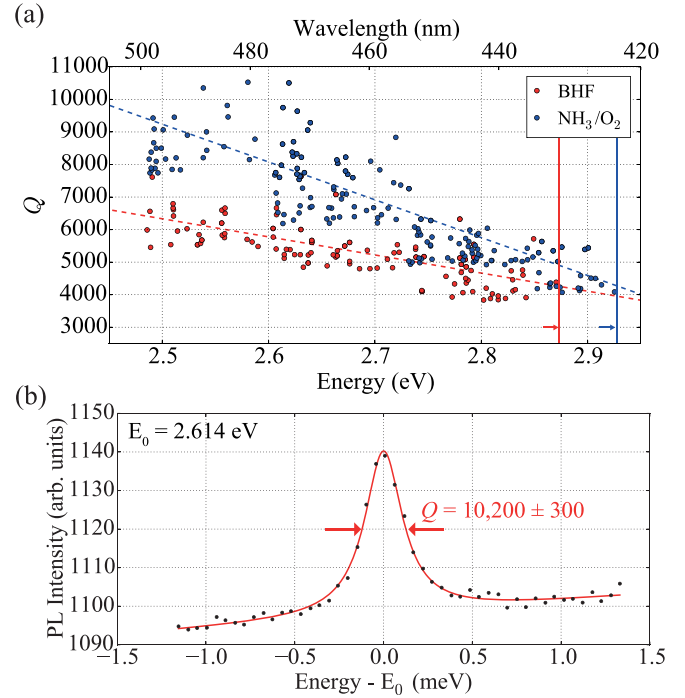 (a)
Wavelength (nm)
500 480 460 440 420
11000
10000
9000
8000
7000
6000
5000
4000
3000
Q
BHF
NH₃/O₂
2.5 2.6 2.7 2.8 2.9
Energy (eV)
(b)
1150
1140
1130
1120
1110
1100
1090
PL Intensity (arb. units)
E₀ = 2.614 eV
Q = 10,200 ± 300
−1.5 −1.0 −0.5 0.0 0.5 1.0 1.5
Energy - E₀ (meV)